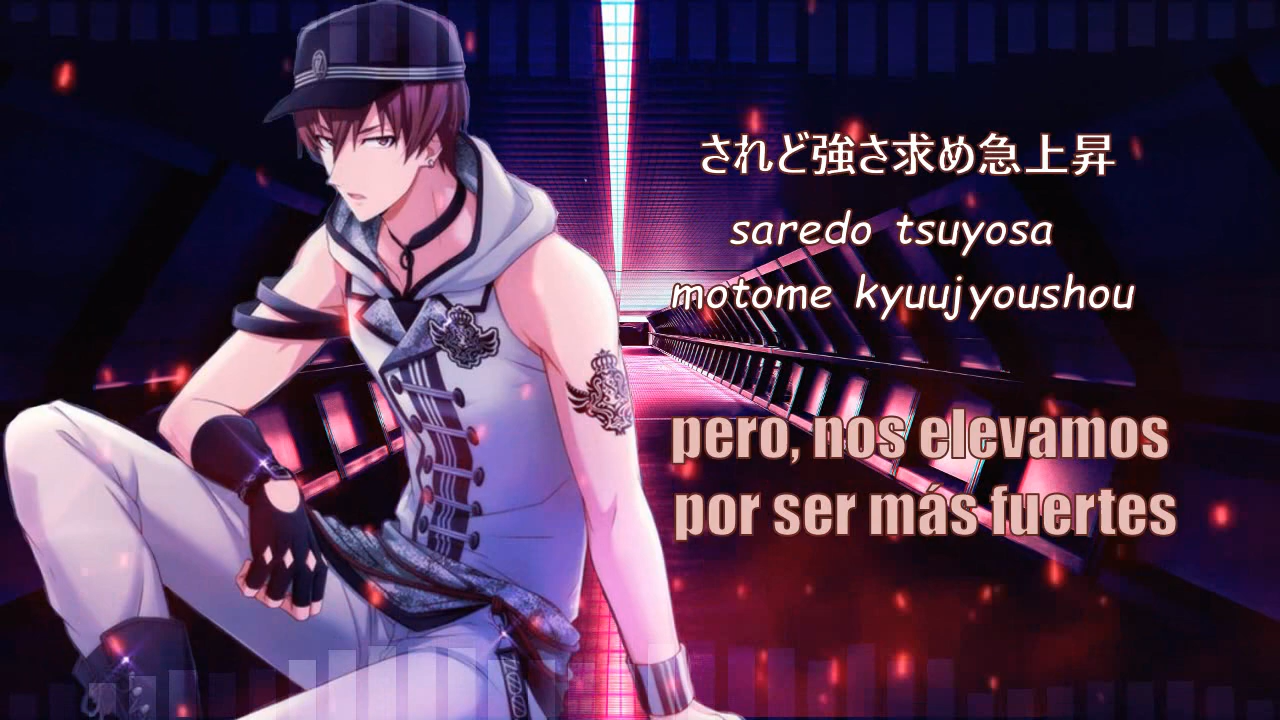 されど強さ求め急上昇
saredo tsuyosa
motome kyuujyoushou
pero, nos elevamos
por ser más fuertes